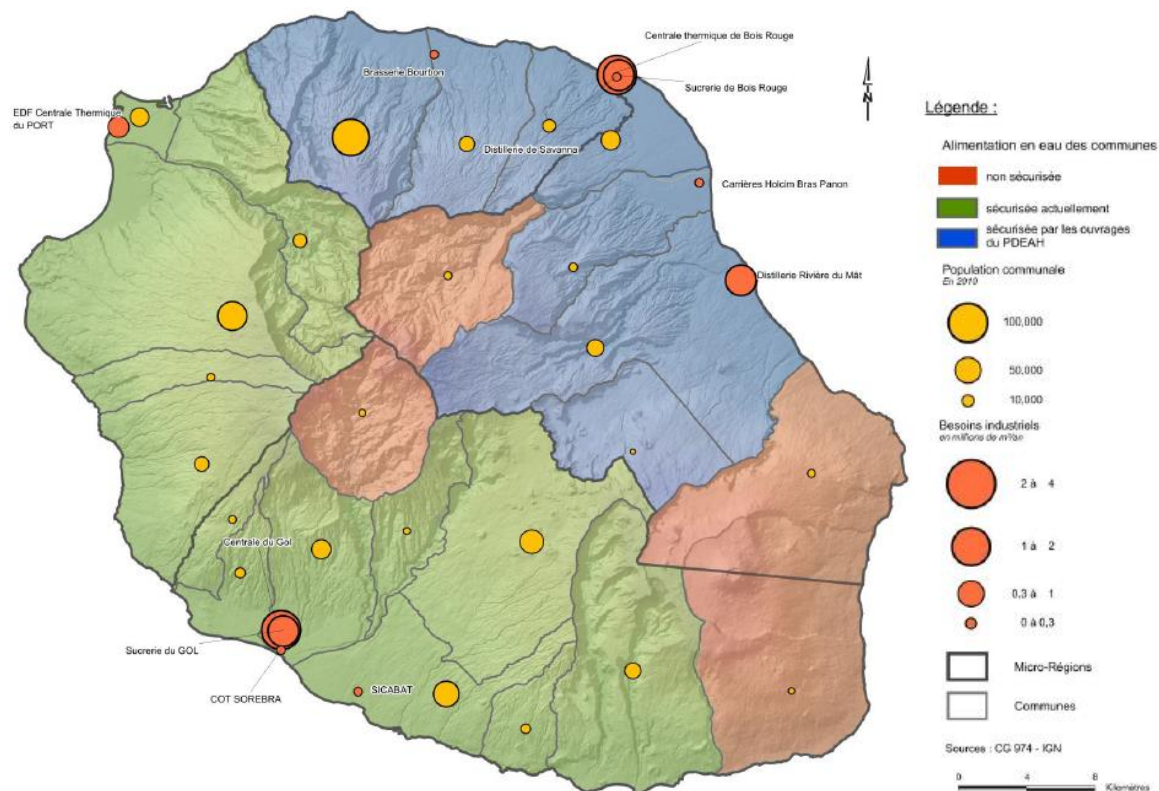 Centrale thermique de Bois Rouge
Brasserie Bourbon
Sucrerie de Bois Rouge
EDF Centrale Thermique
du PORT
Distillerie de Savanna
Carrières Holcim Bras Panon
Distillerie Rivière du Mât
Centrale du Gol
Sucrerie du GOL
COT SOREBRA
SICABAT
N
Légende :
Alimentation en eau des communes
non sécurisée
sécurisée actuellement
sécurisée par les ouvrages
du PDEAH
Population communale
En 2010
100,000
50,000
10,000
Besoins industriels
en millions de m³/an
2 à 4
1 à 2
0,3 à 1
0 à 0,3
Micro-Régions
Communes
Sources : CG 974 - IGN
0 4 8
Kilomètres